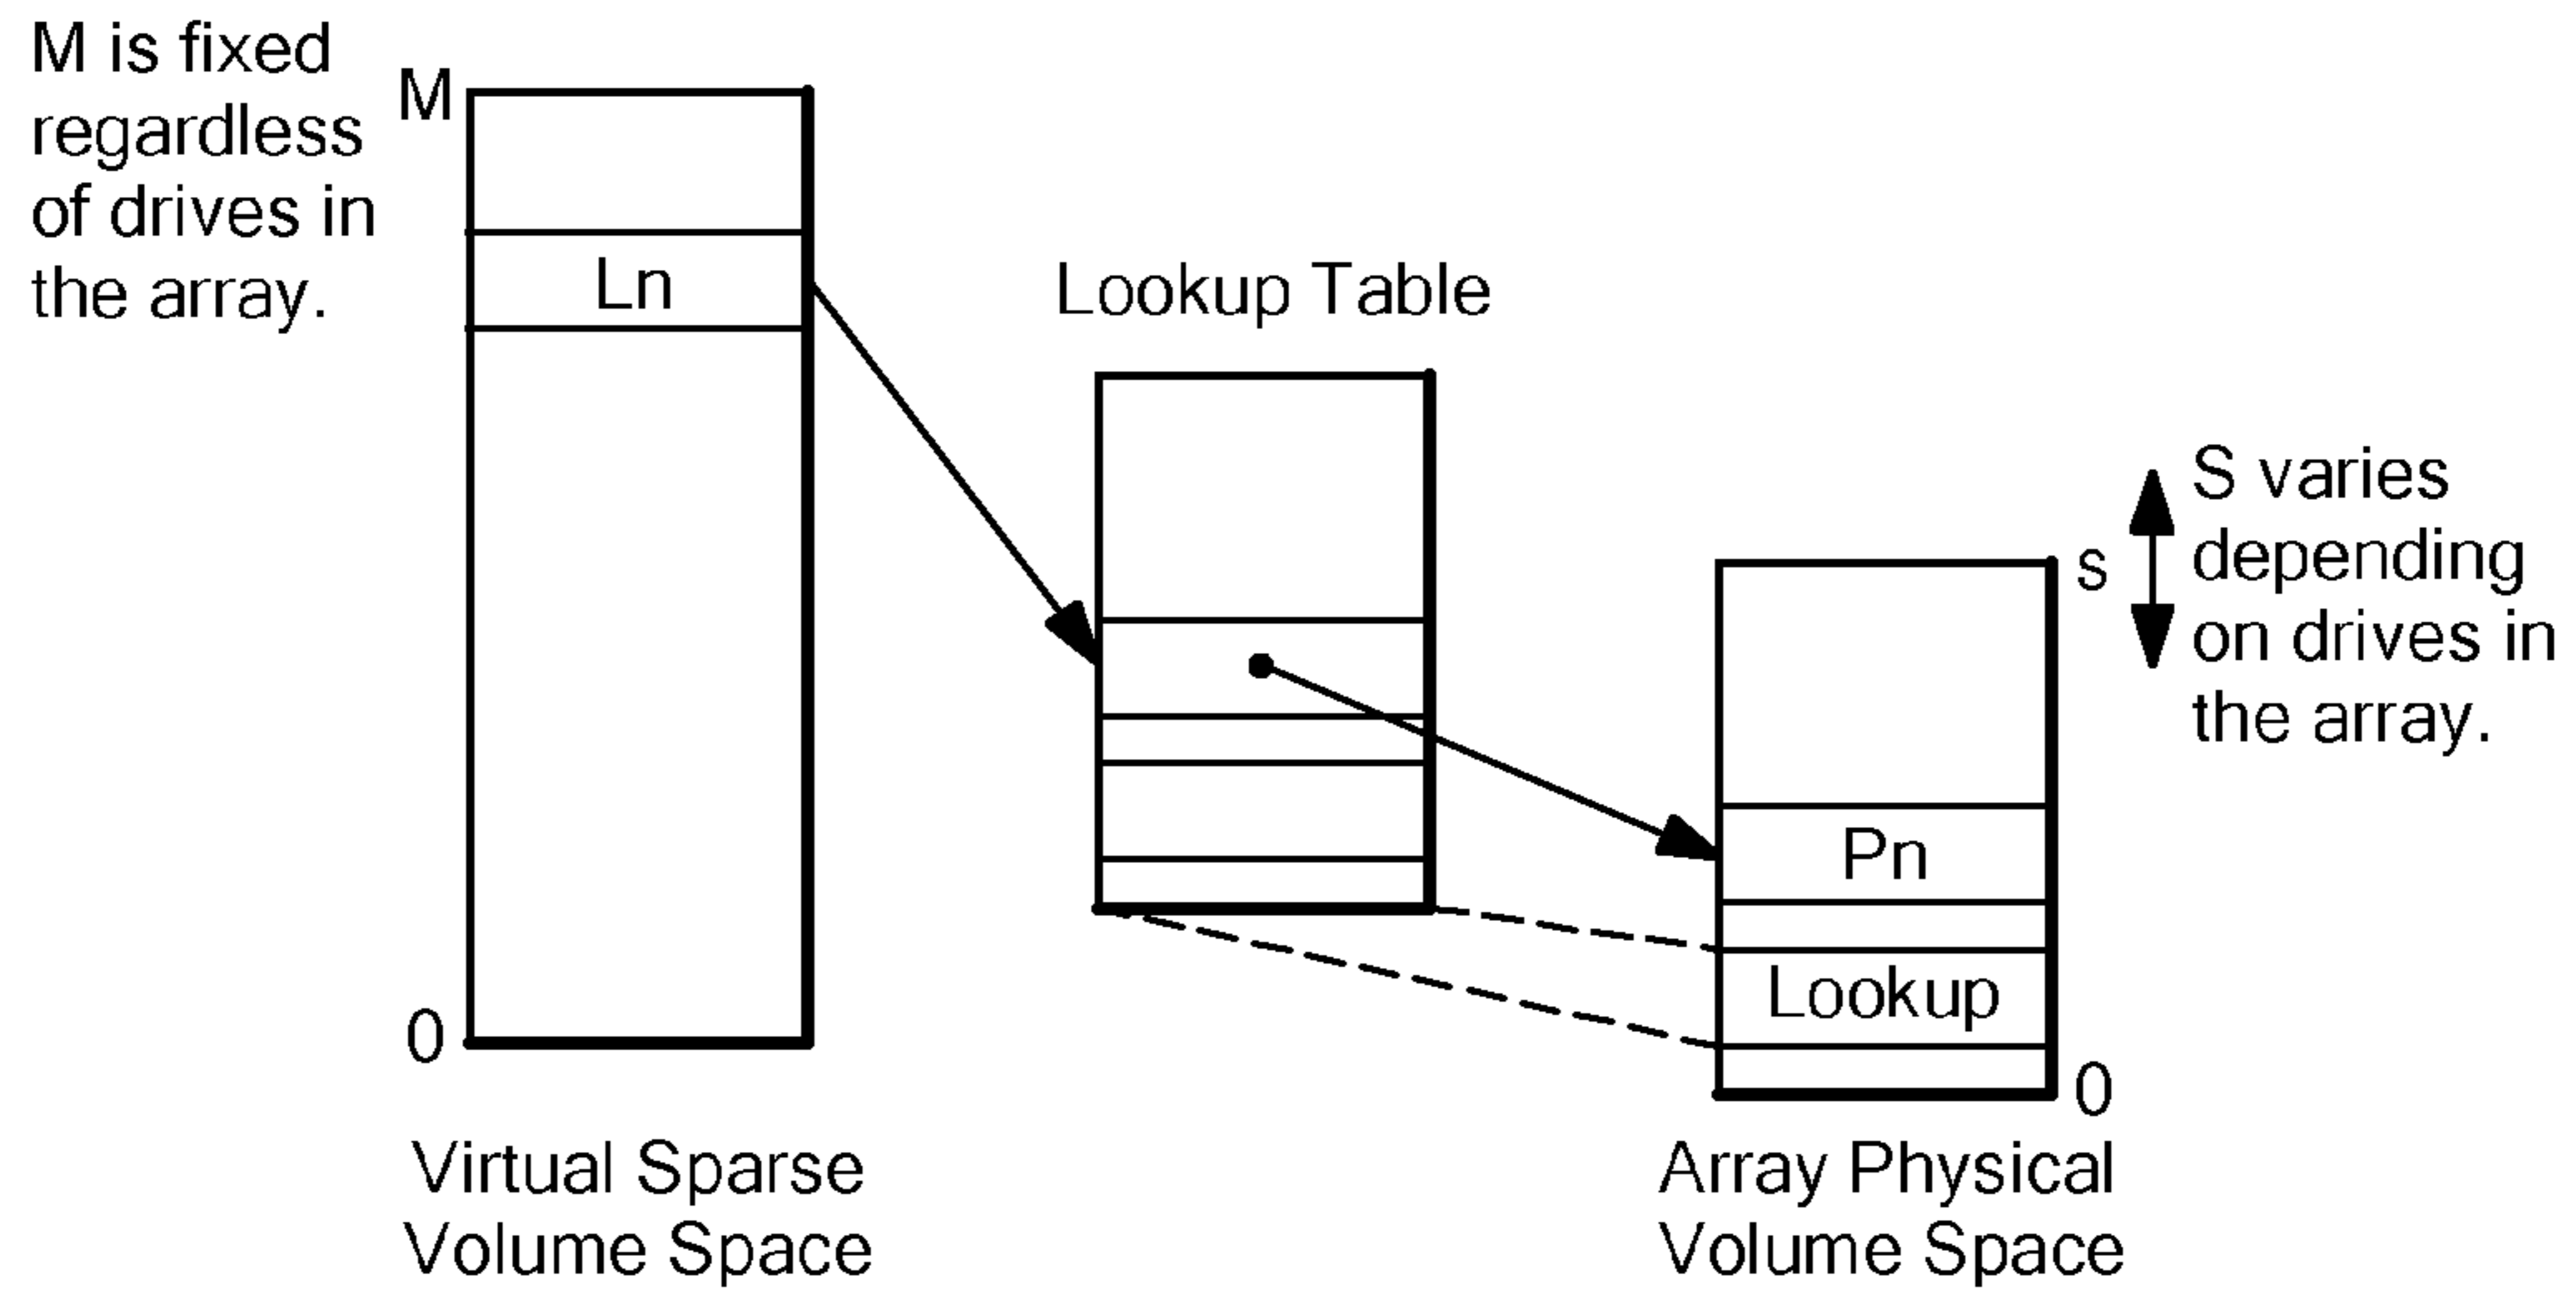 M is fixed
regardless
of drives in
the array.
M
Ln
0
Virtual Sparse
Volume Space
Lookup Table
S varies
depending
on drives in
the array.
s
Pn
Lookup
0
Array Physical
Volume Space